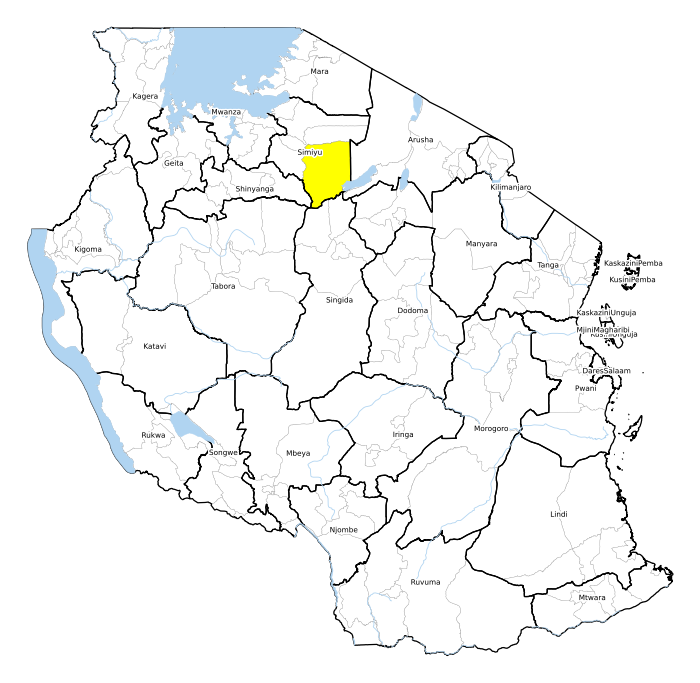 Mara
Kagera
Mwanza
Arusha
Simiyu
Geita
Shinyanga
Kilimanjaro
Kigoma
Manyara
KaskaziniPemba
Tanga
KusiniPemba
Tabora
Singida
Dodoma
KaskaziniUnguja
MjiniMagharibi
KusiniUnguja
Katavi
DaresSalaam
Pwani
Rukwa
Iringa
Morogoro
Songwe
Mbeya
Lindi
Njombe
Ruvuma
Mtwara